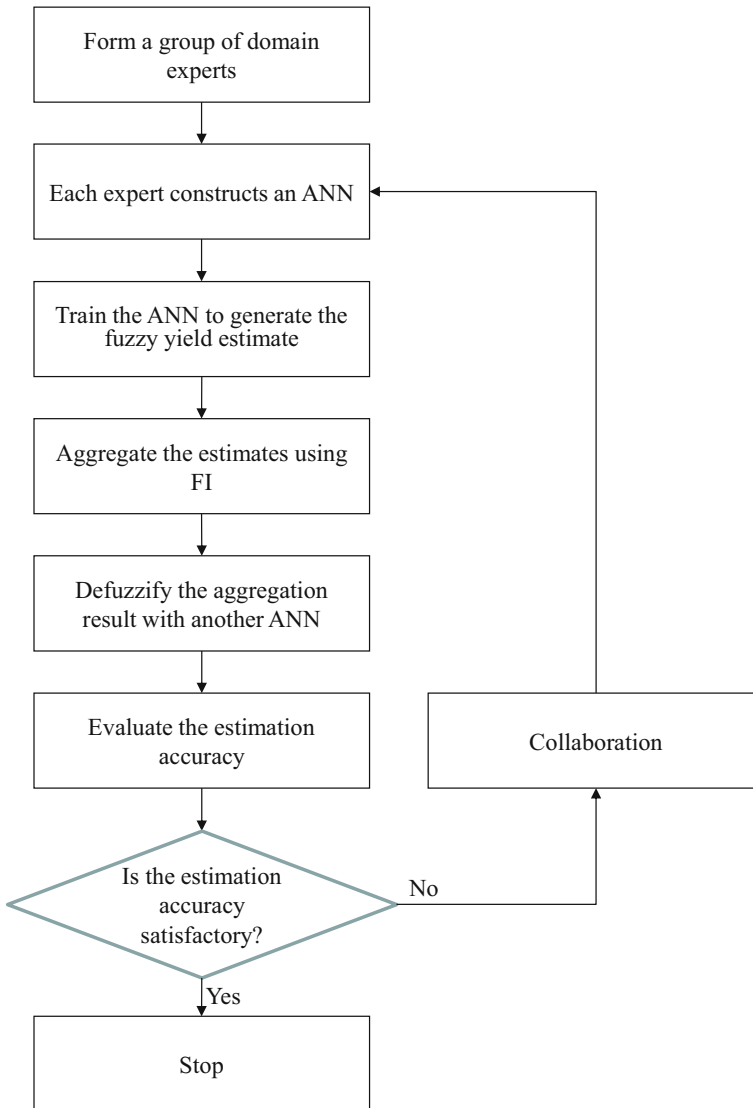 Form a group of domain
experts
Each expert constructs an ANN
Train the ANN to generate the
fuzzy yield estimate
Aggregate the estimates using
FI
Defuzzify the aggregation
result with another ANN
Evaluate the estimation
accuracy
Collaboration
Is the estimation
accuracy
satisfactory?
No
Yes
Stop